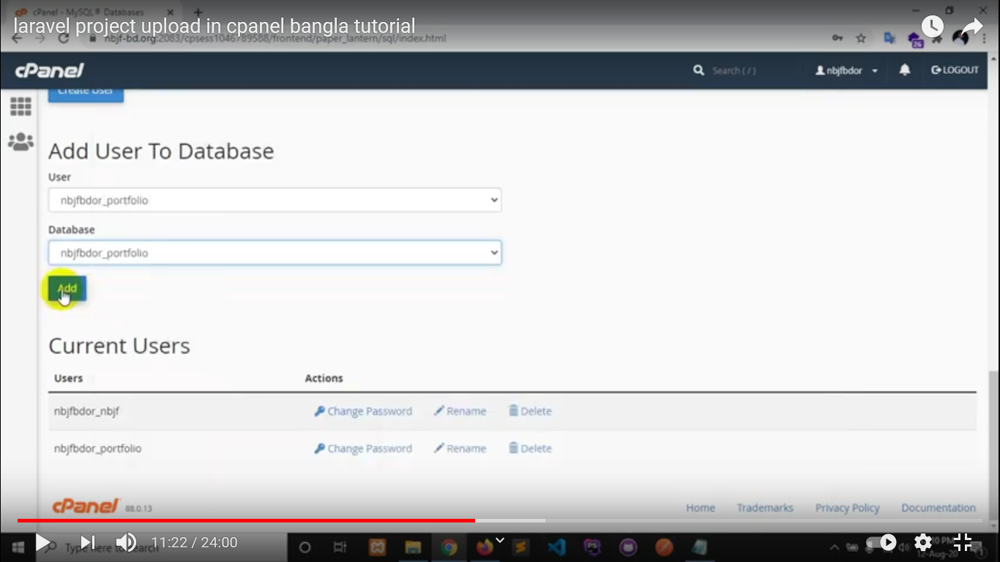 cPanel - MySQL® Databases
laravel project upload in cpanel bangla tutorial
nbjf-bd.org:2083/cpsess1046789588/frontend/paper_lantern/sql/index.html
26
cPanel
Search ( / )
nbjfbdor
LOGOUT
Create User
Add User To Database
User
nbjfbdor_portfolio
Database
nbjfbdor_portfolio
Add
Current Users
Users Actions
nbjfbdor_nbjf Change Password Rename Delete
nbjfbdor_portfolio Change Password Rename Delete
cPanel 88.0.13 Home Trademarks Privacy Policy Documentation
11:22 / 24:00
Type here to search
PS
PM
12-Aug-20